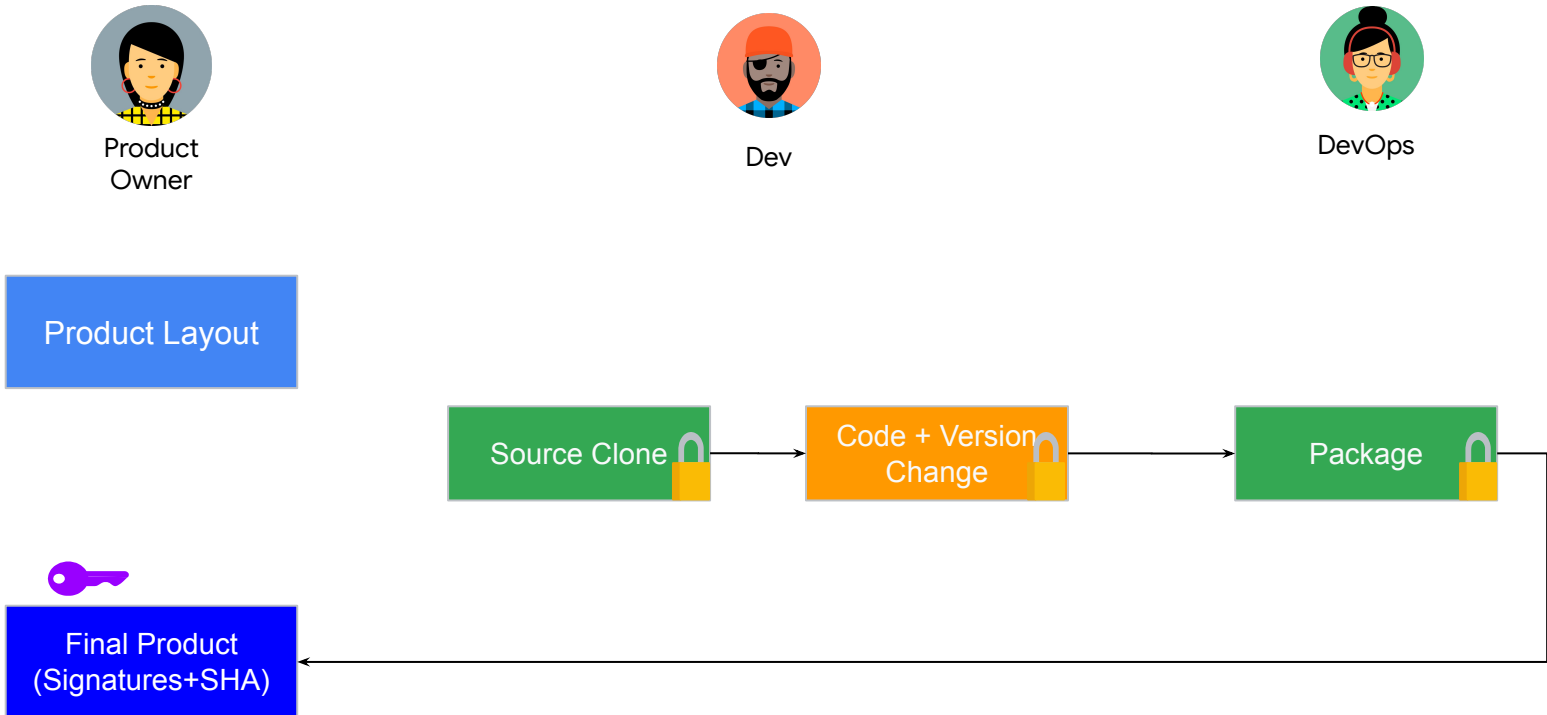 Product
Owner
Dev
DevOps
Product Layout
Source Clone
Code + Version
Change
Package
Final Product
(Signatures+SHA)